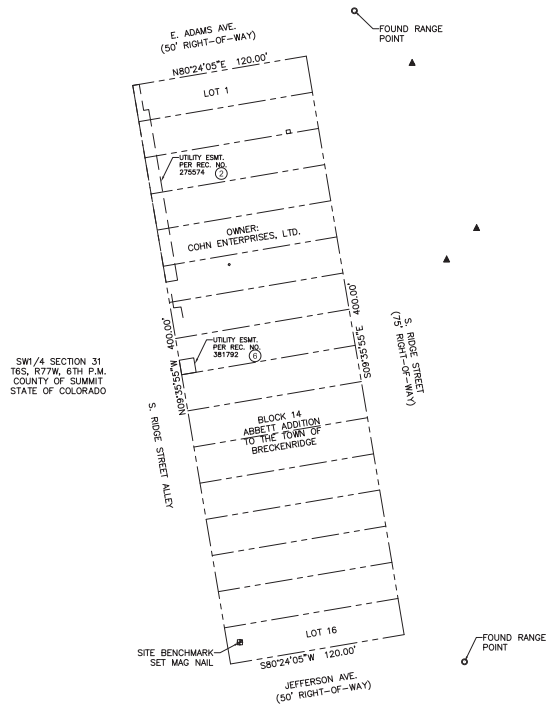 E. ADAMS AVE.
(50' RIGHT-OF-WAY)
FOUND RANGE
POINT
N80°24'05"E 120.00'
LOT 1
UTILITY ESMT.
PER REC. NO.
275574 2
OWNER:
COHN ENTERPRISES, LTD.
N09°35'55"W 400.00'
S09°35'55"E 400.00'
S. RIDGE STREET
(75' RIGHT-OF-WAY)
UTILITY ESMT.
PER REC. NO.
381792 6
SW1/4 SECTION 31
T6S, R77W, 6TH P.M.
COUNTY OF SUMMIT
STATE OF COLORADO
S. RIDGE STREET ALLEY
BLOCK 14
ABBETT ADDITION
TO THE TOWN OF
BRECKENRIDGE
LOT 16
SITE BENCHMARK
SET MAG NAIL
S80°24'05"W 120.00'
FOUND RANGE
POINT
JEFFERSON AVE.
(50' RIGHT-OF-WAY)